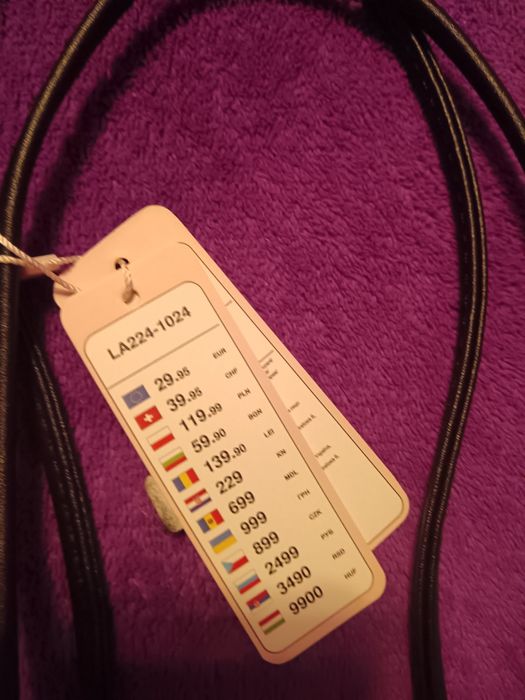 LA224-1024
29.95 EUR
39.95 CHF
119.99 PLN
59.90 BGN
139.90 LEI
229 KN
699 MDL
999 ГРН
899 CZK
2499 РУБ
3490 RSD
9900 HUF